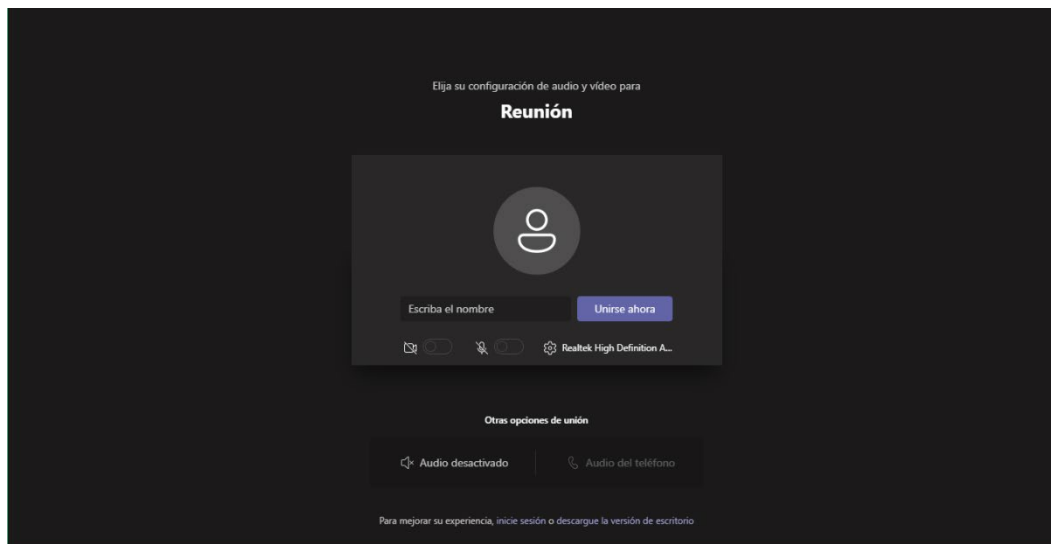 Elija su configuración de audio y vídeo para
Reunión
Escriba el nombre
Unirse ahora
Realtek High Definition A...
Otras opciones de unión
Audio desactivado
Audio del teléfono
Para mejorar su experiencia, inicie sesión o descargue la versión de escritorio